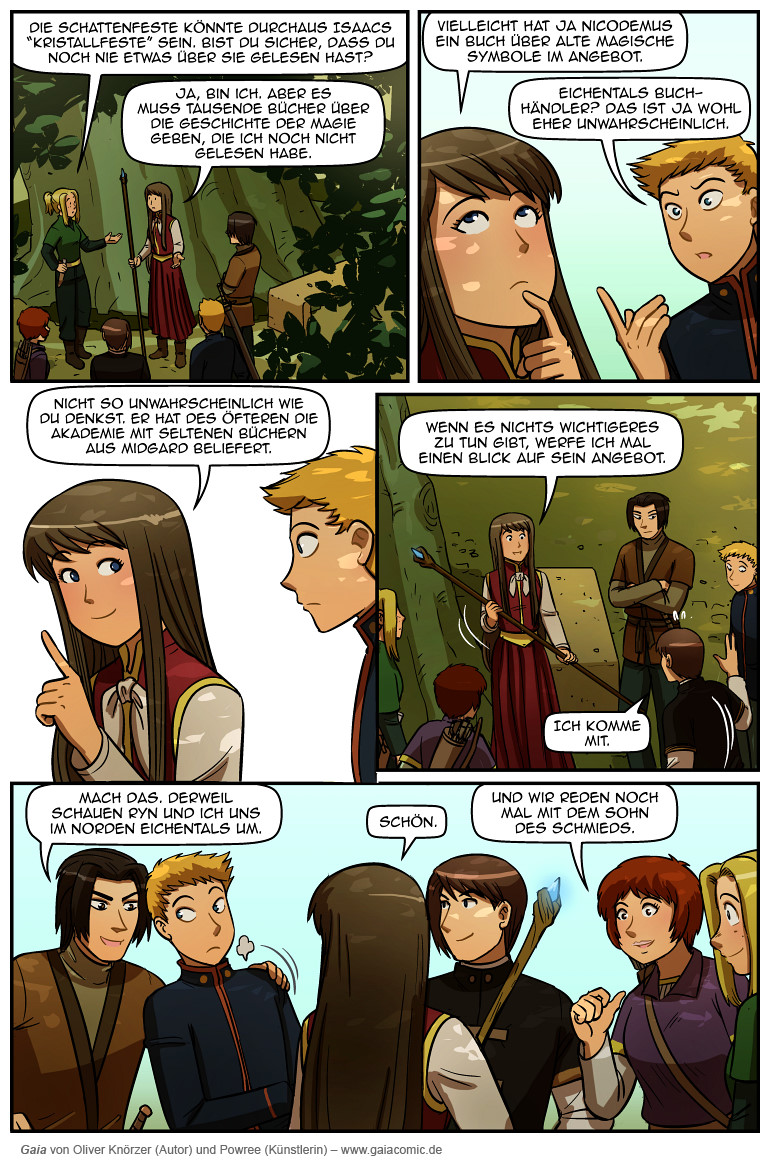 DIE SCHATTENFESTE KÖNNTE DURCHAUS ISAACS
"KRISTALLFESTE" SEIN. BIST DU SICHER, DASS DU
NOCH NIE ETWAS ÜBER SIE GELESEN HAST?
JA, BIN ICH. ABER ES
MUSS TAUSENDE BÜCHER ÜBER
DIE GESCHICHTE DER MAGIE
GEBEN, DIE ICH NOCH NICHT
GELESEN HABE.
VIELLEICHT HAT JA NICODEMUS
EIN BUCH ÜBER ALTE MAGISCHE
SYMBOLE IM ANGEBOT.
EICHENTALS BUCH-
HÄNDLER? DAS IST JA WOHL
EHER UNWAHRSCHEINLICH.
NICHT SO UNWAHRSCHEINLICH WIE
DU DENKST. ER HAT DES ÖFTEREN DIE
AKADEMIE MIT SELTENEN BÜCHERN
AUS MIDGARD BELIEFERT.
WENN ES NICHTS WICHTIGERES
ZU TUN GIBT, WERFE ICH MAL
EINEN BLICK AUF SEIN ANGEBOT.
ICH KOMME
MIT.
MACH DAS. DERWEIL
SCHAUEN RYN UND ICH UNS
IM NORDEN EICHENTALS UM.
SCHÖN.
UND WIR REDEN NOCH
MAL MIT DEM SOHN
DES SCHMIEDS.
Gaia von Oliver Knörzer (Autor) und Powree (Künstlerin) – www.gaiacomic.de